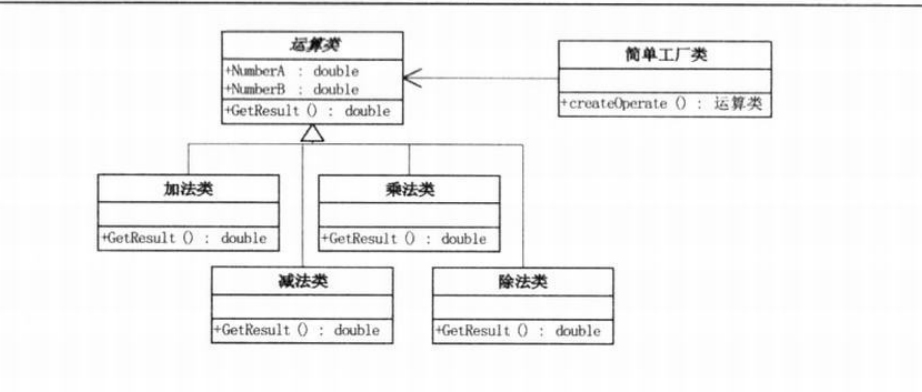 运算类
+NumberA : double
+NumberB : double
+GetResult () : double
简单工厂类
+createOperate () : 运算类
加法类
+GetResult () : double
乘法类
+GetResult () : double
减法类
+GetResult () : double
除法类
+GetResult () : double